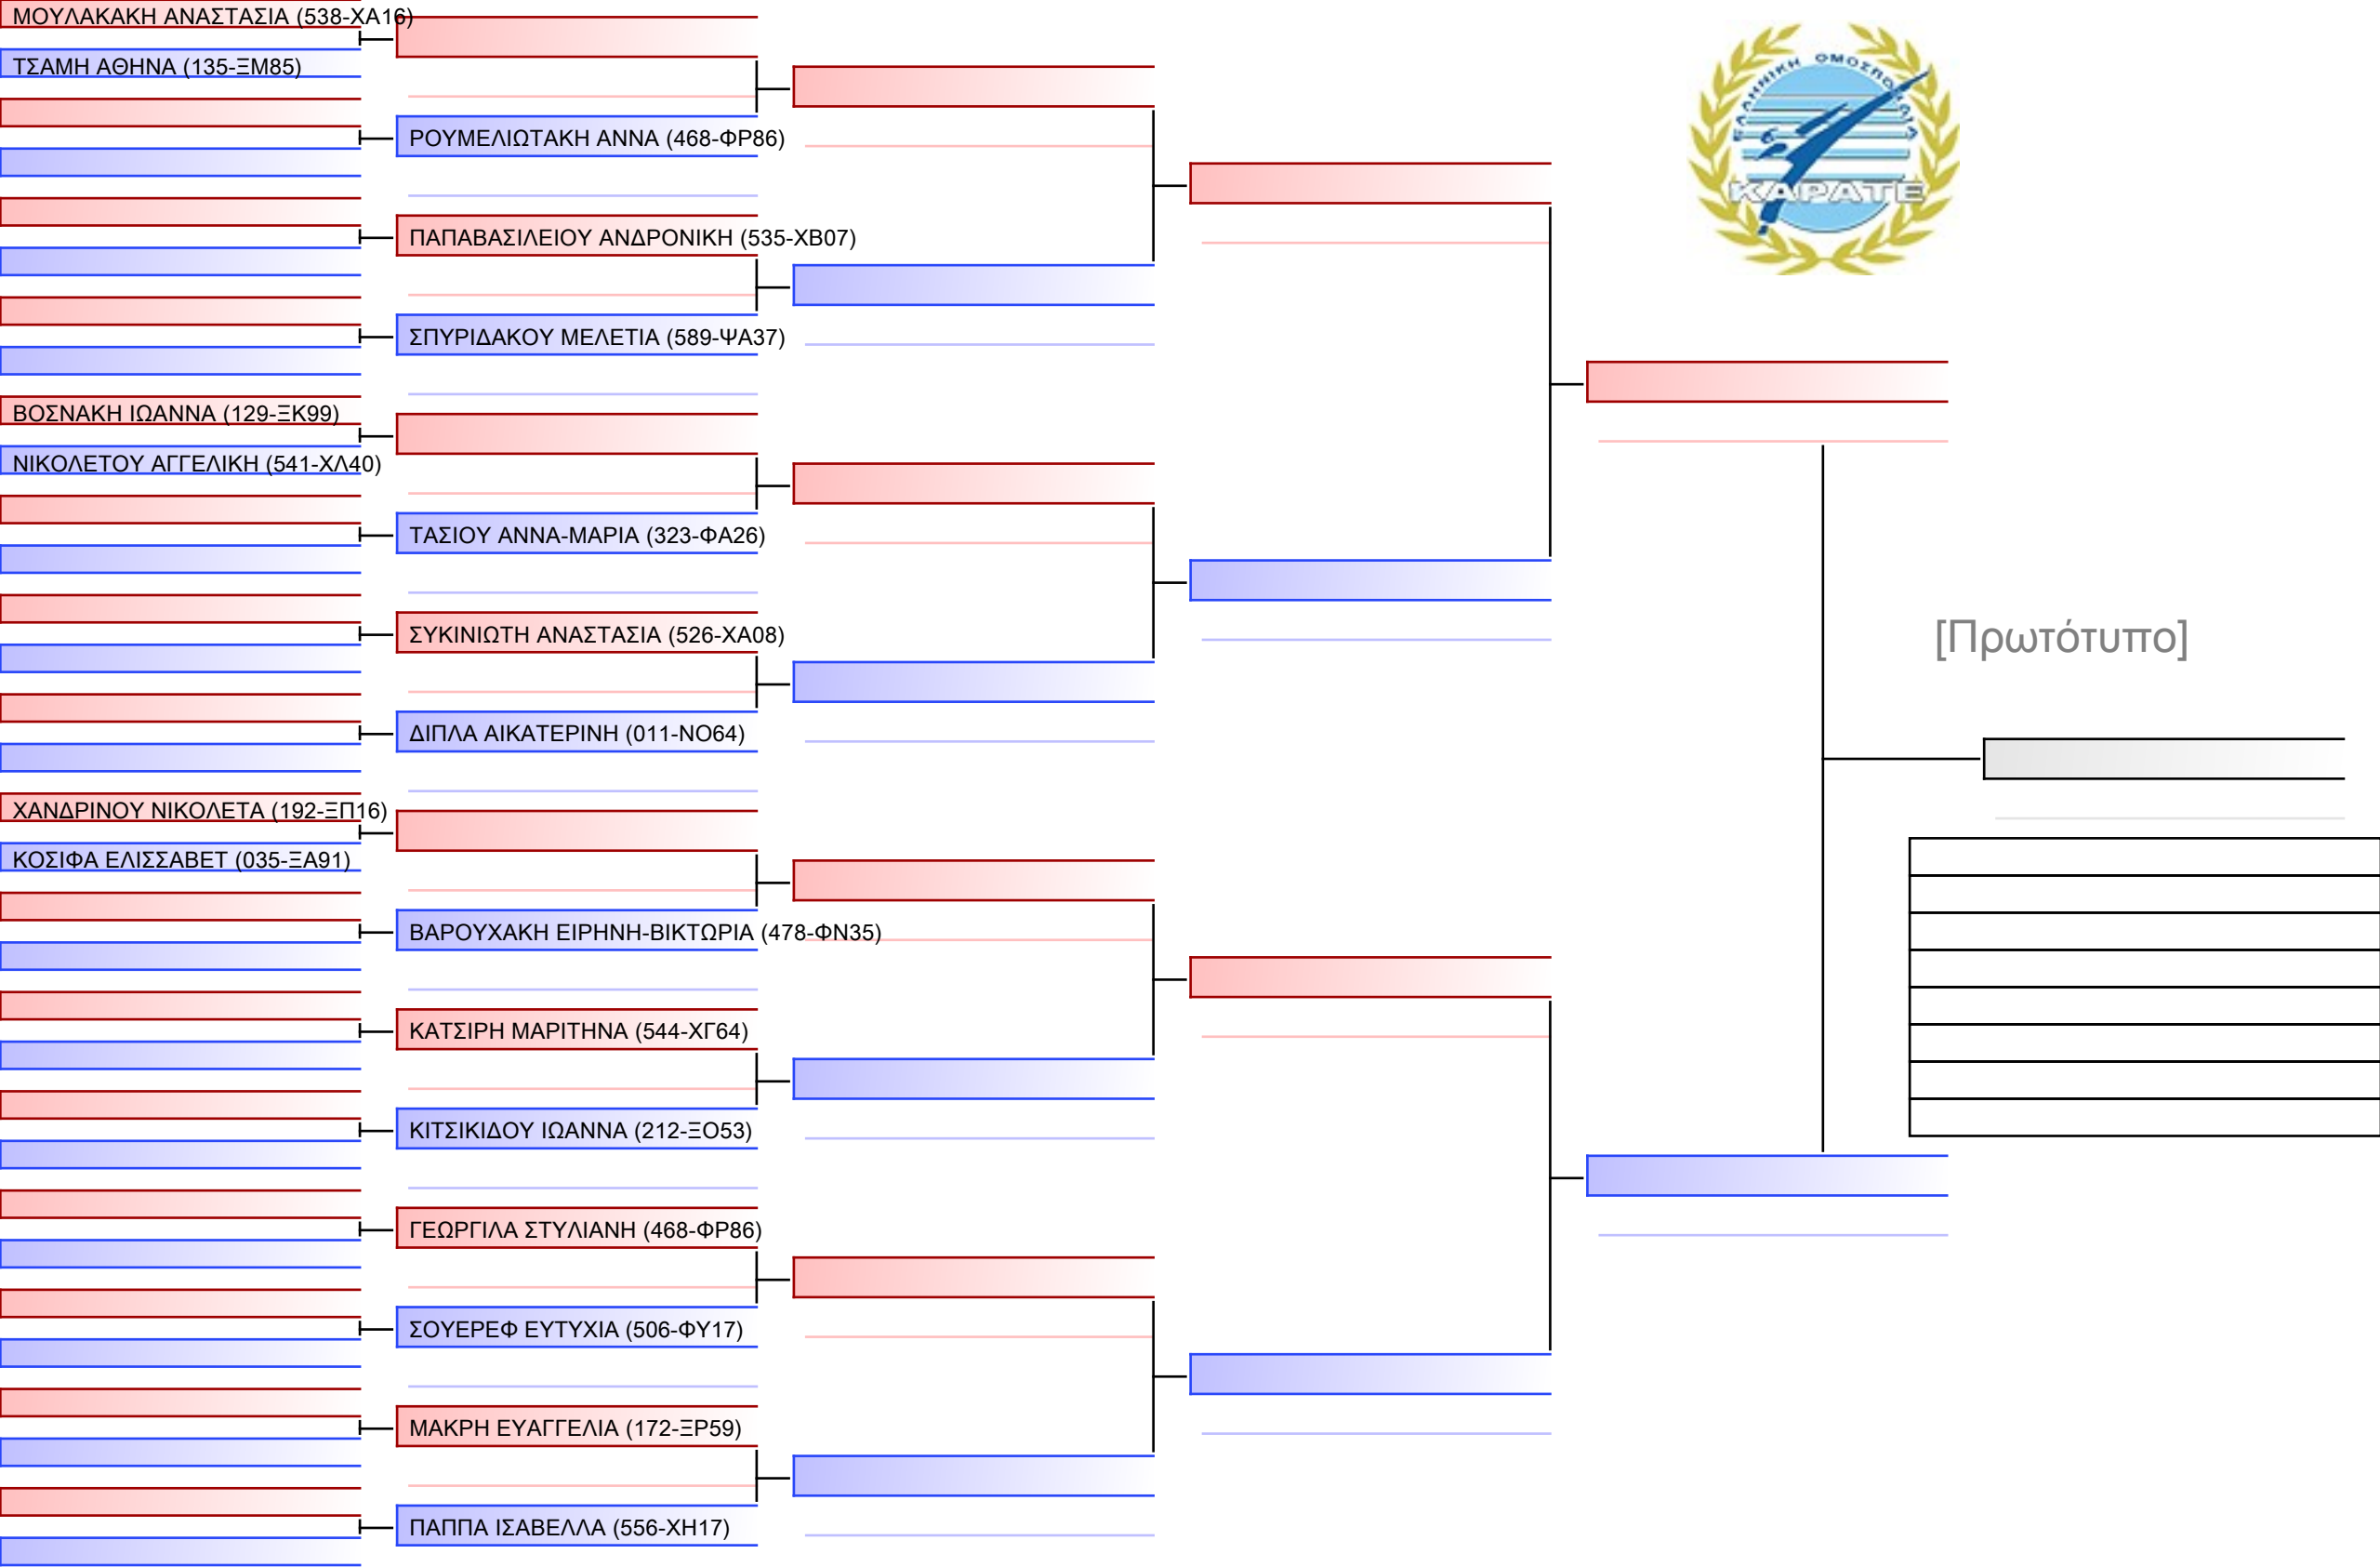 ΜΟΥΛΑΚΑΚΗ ΑΝΑΣΤΑΣΙΑ (538-ΧΑ16)
ΤΣΑΜΗ ΑΘΗΝΑ (135-ΞΜ85)
ΡΟΥΜΕΛΙΩΤΑΚΗ ΑΝΝΑ (468-ΦΡ86)
ΠΑΠΑΒΑΣΙΛΕΙΟΥ ΑΝΔΡΟΝΙΚΗ (535-ΧΒ07)
ΣΠΥΡΙΔΑΚΟΥ ΜΕΛΕΤΙΑ (589-ΨΑ37)
ΒΟΣΝΑΚΗ ΙΩΑΝΝΑ (129-ΞΚ99)
ΝΙΚΟΛΕΤΟΥ ΑΓΓΕΛΙΚΗ (541-ΧΛ40)
ΤΑΣΙΟΥ ΑΝΝΑ-ΜΑΡΙΑ (323-ΦΑ26)
ΣΥΚΙΝΙΩΤΗ ΑΝΑΣΤΑΣΙΑ (526-ΧΑ08)
ΔΙΠΛΑ ΑΙΚΑΤΕΡΙΝΗ (011-ΝΟ64)
ΧΑΝΔΡΙΝΟΥ ΝΙΚΟΛΕΤΑ (192-ΞΠ16)
ΚΟΣΙΦΑ ΕΛΙΣΣΑΒΕΤ (035-ΞΑ91)
ΒΑΡΟΥΧΑΚΗ ΕΙΡΗΝΗ-ΒΙΚΤΩΡΙΑ (478-ΦΝ35)
ΚΑΤΣΙΡΗ ΜΑΡΙΤΗΝΑ (544-ΧΓ64)
ΚΙΤΣΙΚΙΔΟΥ ΙΩΑΝΝΑ (212-ΞΟ53)
ΓΕΩΡΓΙΛΑ ΣΤΥΛΙΑΝΗ (468-ΦΡ86)
ΣΟΥΕΡΕΦ ΕΥΤΥΧΙΑ (506-ΦΥ17)
ΜΑΚΡΗ ΕΥΑΓΓΕΛΙΑ (172-ΞΡ59)
ΠΑΠΠΑ ΙΣΑΒΕΛΛΑ (556-ΧΗ17)
ΕΛΛΗΝΙΚΗ ΟΜΟΣΠΟΝΔΙΑ
ΚΑΡΑΤΕ
[Πρωτότυπο]